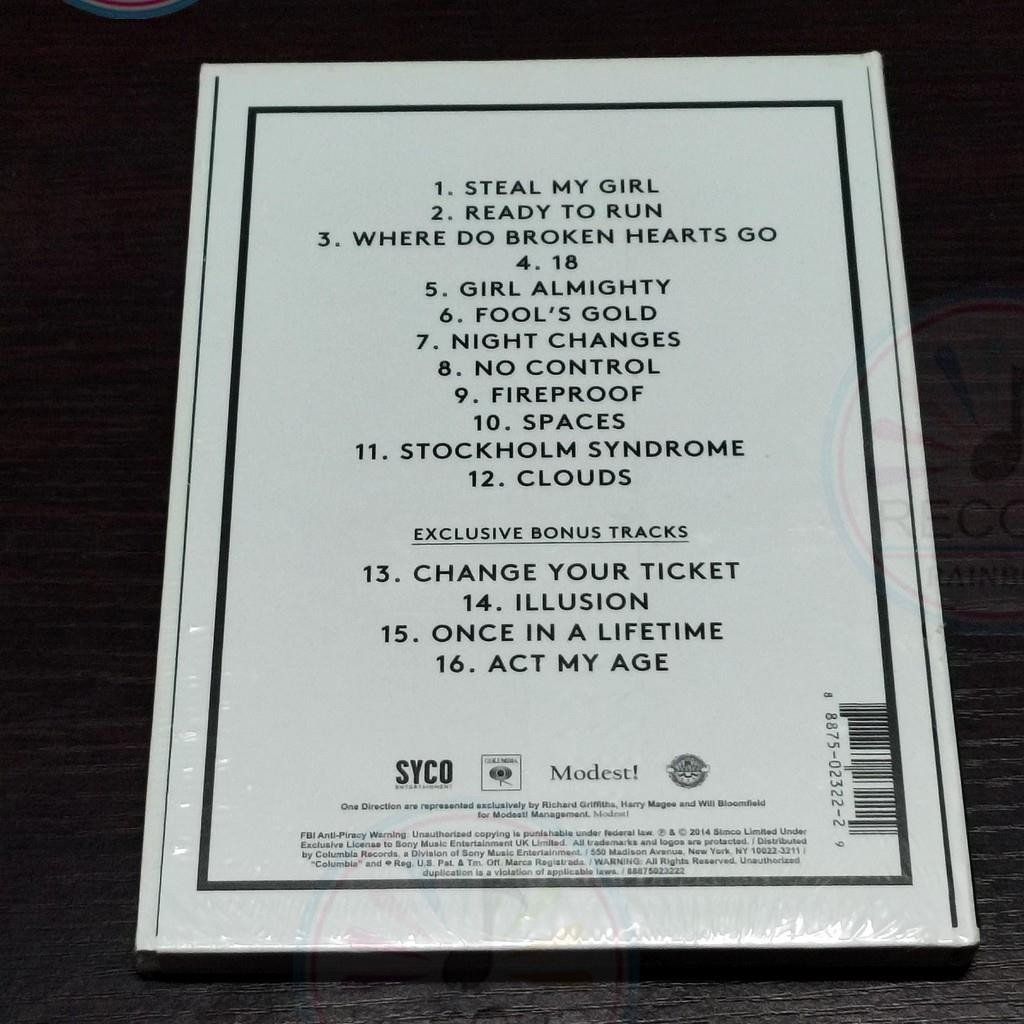 1. STEAL MY GIRL
2. READY TO RUN
3. WHERE DO BROKEN HEARTS GO
4. 18
5. GIRL ALMIGHTY
6. FOOL'S GOLD
7. NIGHT CHANGES
8. NO CONTROL
9. FIREPROOF
10. SPACES
11. STOCKHOLM SYNDROME
12. CLOUDS
EXCLUSIVE BONUS TRACKS
13. CHANGE YOUR TICKET
14. ILLUSION
15. ONCE IN A LIFETIME
16. ACT MY AGE
8 8875-02322-2 9
SYCO
ENTERTAINMENT
COLUMBIA
Modest!
One Direction are represented exclusively by Richard Griffiths, Harry Magee and Will Bloomfield
for Modest! Management. Modest!
FBI Anti-Piracy Warning: Unauthorized copying is punishable under federal law. ℗ & © 2014 Simco Limited Under
Exclusive License to Sony Music Entertainment UK Limited. All trademarks and logos are protected. / Distributed
by Columbia Records, a Division of Sony Music Entertainment. / 550 Madison Avenue, New York, NY 10022-3211 /
"Columbia" and Reg. U.S. Pat. & Tm. Off. Marca Registrada. / WARNING: All Rights Reserved. Unauthorized
duplication is a violation of applicable laws. / 88875023222
RECO
RAINB